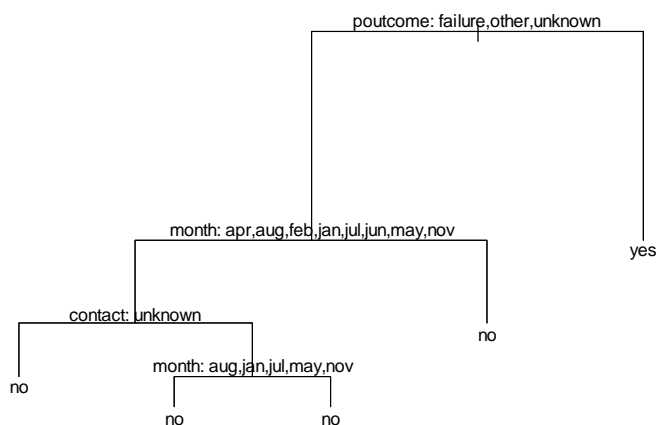 poutcome: failure,other,unknown
month: apr,aug,feb,jan,jul,jun,may,nov
yes
contact: unknown
no
month: aug,jan,jul,may,nov
no
no
no